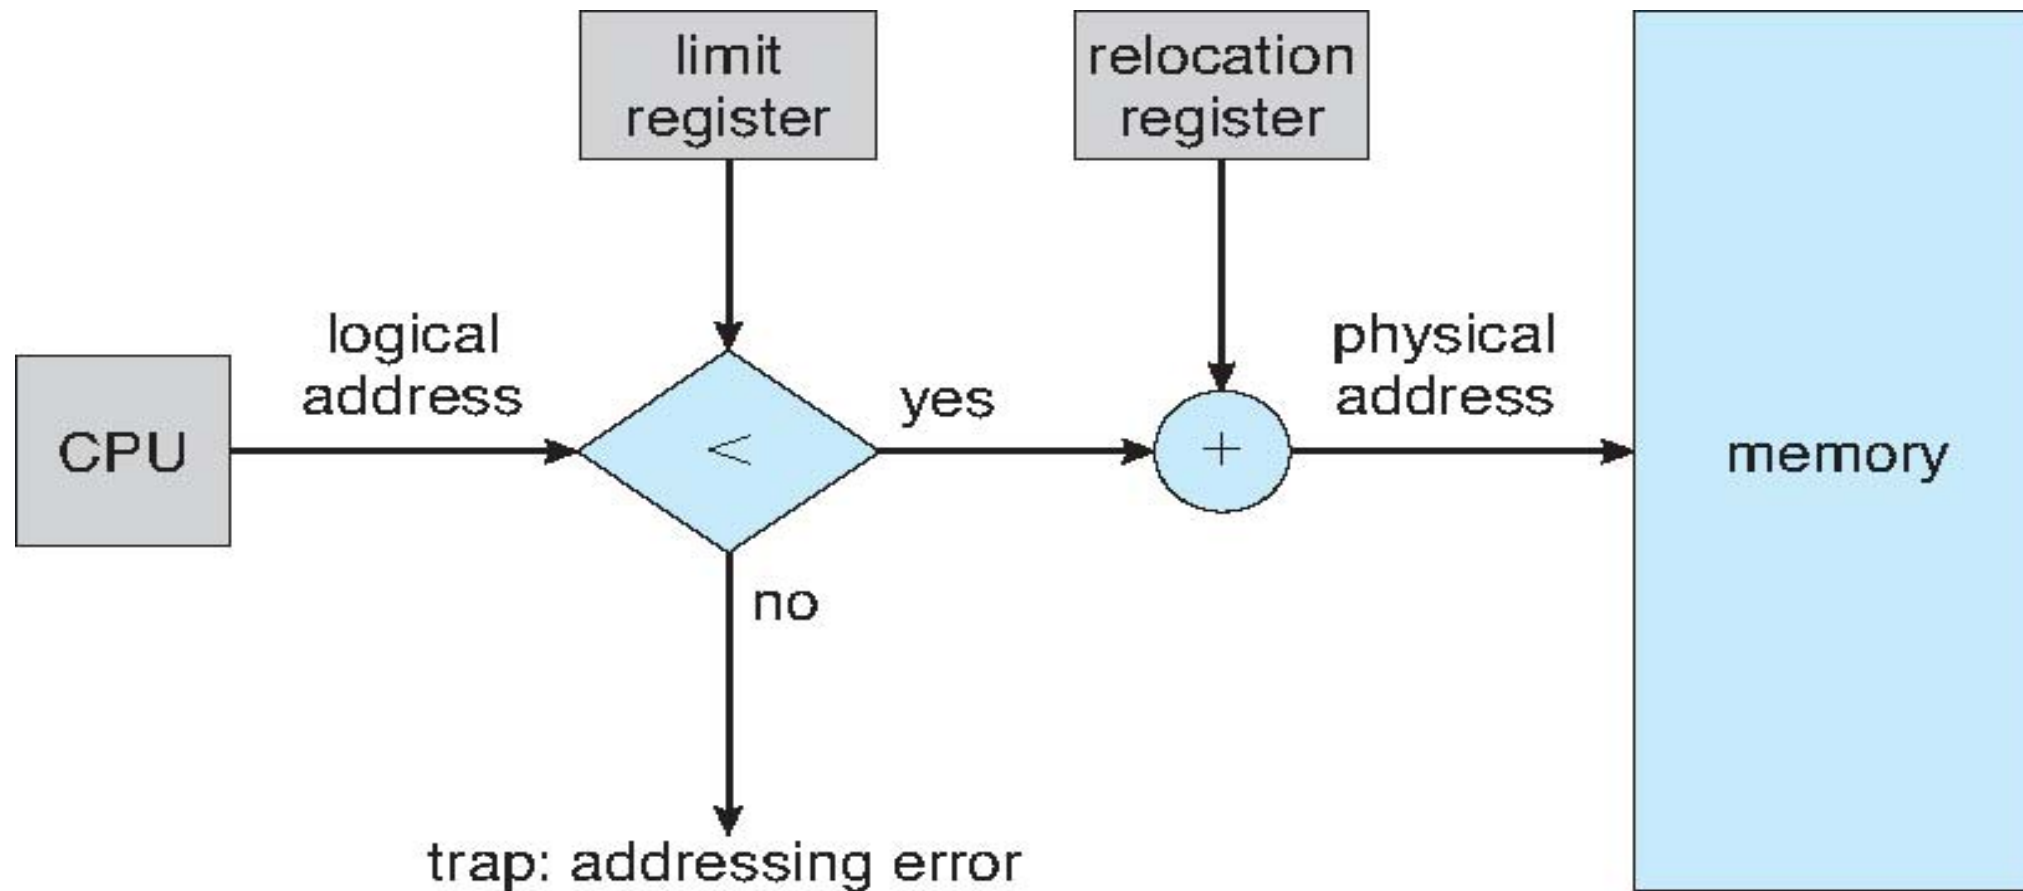 limit
register
relocation
register
logical
address
physical
address
CPU
<
yes
+
memory
no
trap: addressing error